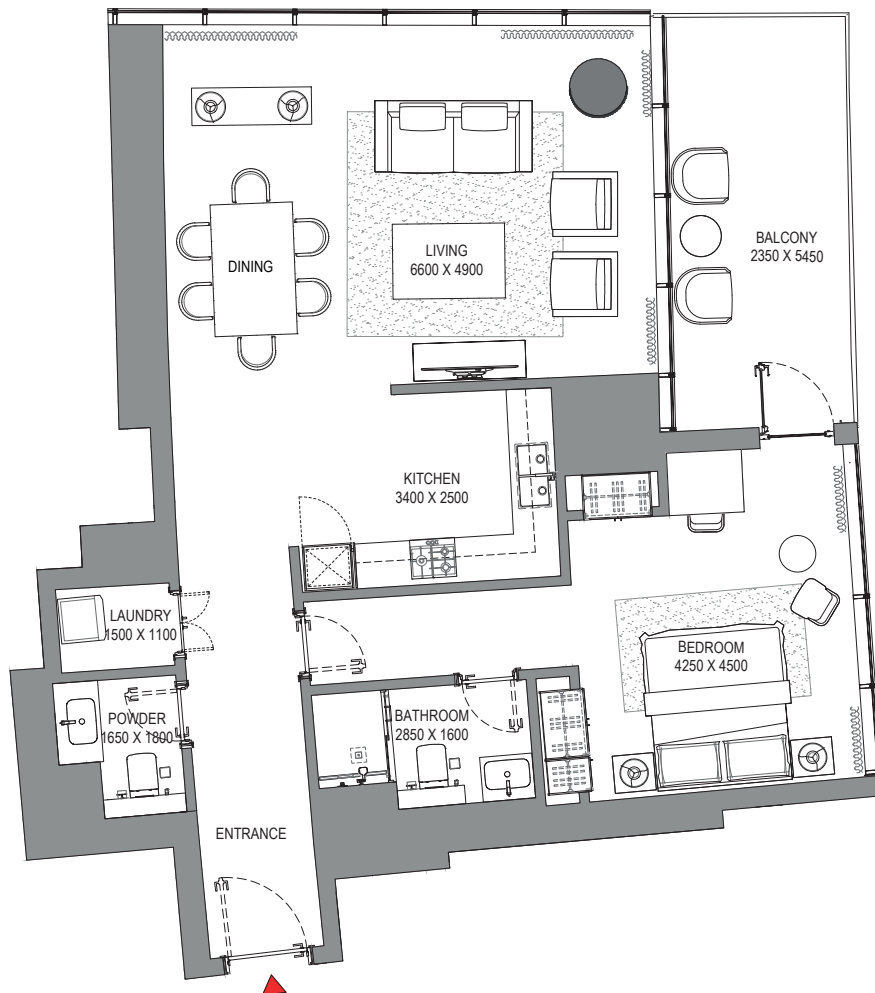 BALCONY
2350 X 5450
LIVING
6600 X 4900
DINING
KITCHEN
3400 X 2500
LAUNDRY
1500 X 1100
BEDROOM
4250 X 4500
POWDER
1650 X 1800
BATHROOM
2850 X 1600
ENTRANCE